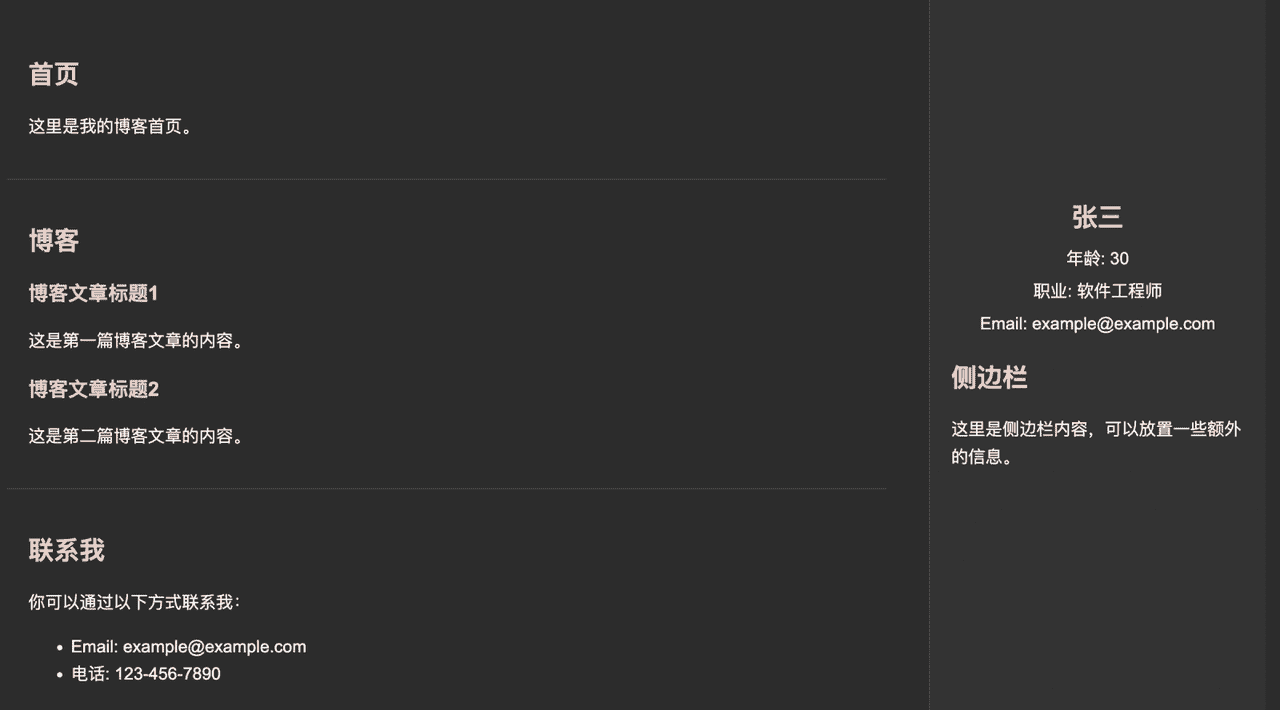 首页
这里是我的博客首页。
博客
博客文章标题1
这是第一篇博客文章的内容。
博客文章标题2
这是第二篇博客文章的内容。
联系我
你可以通过以下方式联系我：
• Email: example@example.com
• 电话: 123-456-7890
张三
年龄: 30
职业: 软件工程师
Email: example@example.com
侧边栏
这里是侧边栏内容，可以放置一些额外
的信息。